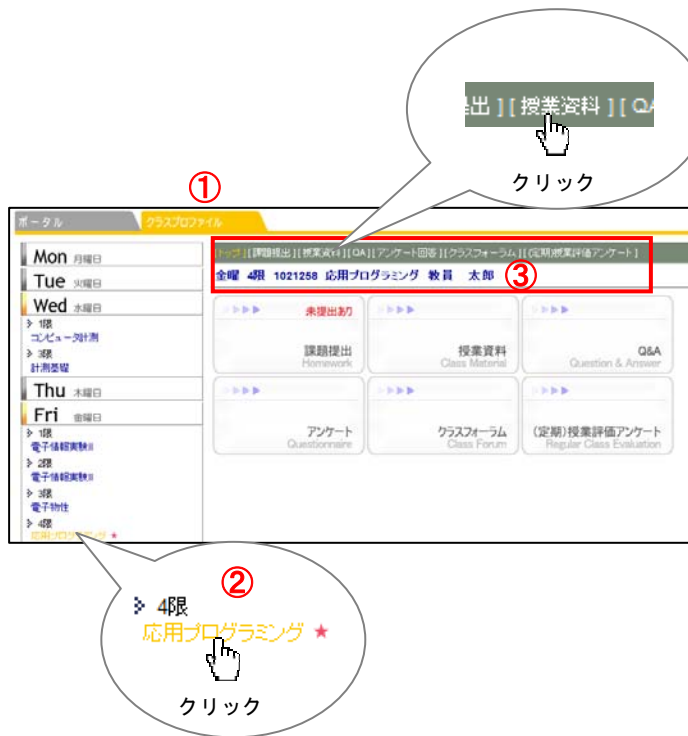 出 ][ 授業資料 ][ QA
クリック
①
ポータル
クラスプロファイル
[トップ][課題提出][授業資料][QA][アンケート回答][クラスフォーラム][(定期)授業評価アンケート]
金曜 4限 1021258 応用プログラミング 教員 太郎
③
Mon 月曜日
Tue 火曜日
Wed 水曜日
1限
コンピュータ計測
3限
計測基礎
Thu 木曜日
Fri 金曜日
1限
電子情報実験II
2限
電子情報実験II
3限
電子物性
4限
応用プログラミング ★
未提出あり
課題提出
Homework
授業資料
Class Material
Q&A
Question & Answer
アンケート
Questionnaire
クラスフォーラム
Class Forum
(定期)授業評価アンケート
Regular Class Evaluation
②
4限
応用プログラミング ★
クリック